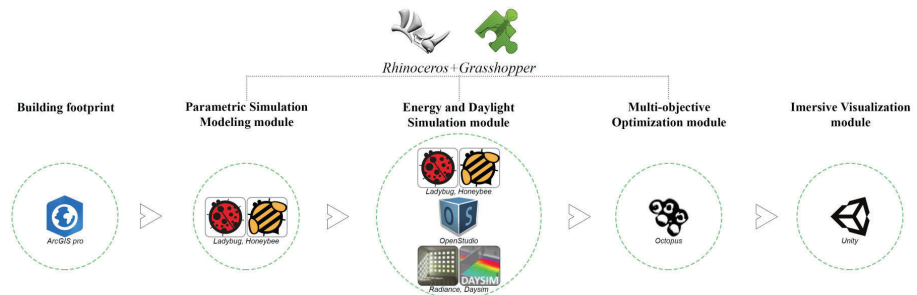 Rhinoceros+Grasshopper
Building footprint
Parametric Simulation
Modeling module
Energy and Daylight
Simulation module
Multi-objective
Optimization module
Imersive Visualization
module
ArcGIS pro
Ladybug, Honeybee
Ladybug, Honeybee
OS
OpenStudio
DAYSIM
Radiance, Daysim
Octopus
Unity